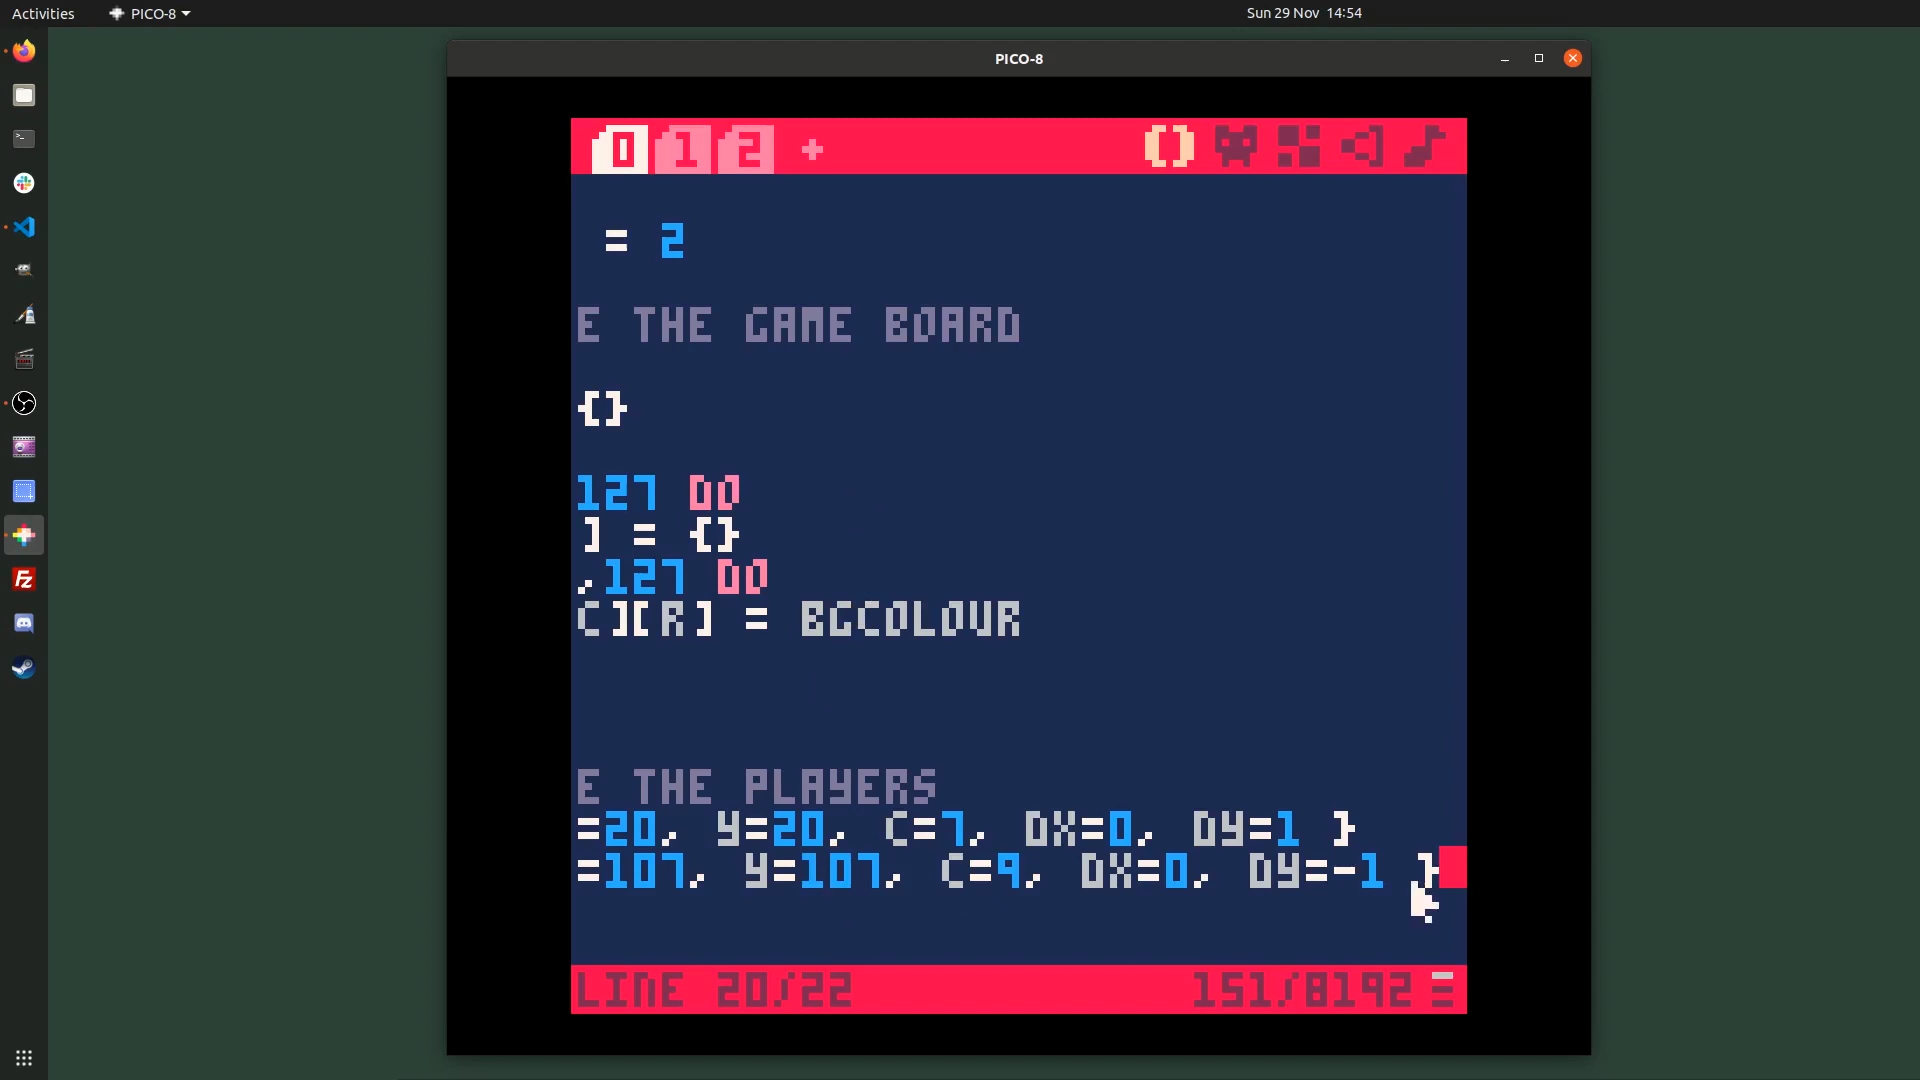 Activities PICO-8 Sun 29 Nov 14:54
PICO-8
0 1 2 +
= 2
E THE GAME BOARD
{}
127 DO
] = {}
,127 DO
C][R] = BGCOLOUR
E THE PLAYERS
=20, Y=20, C=7, DX=0, DY=1 }
=107, Y=107, C=9, DX=0, DY=-1 }
LINE 20/22 151/8192